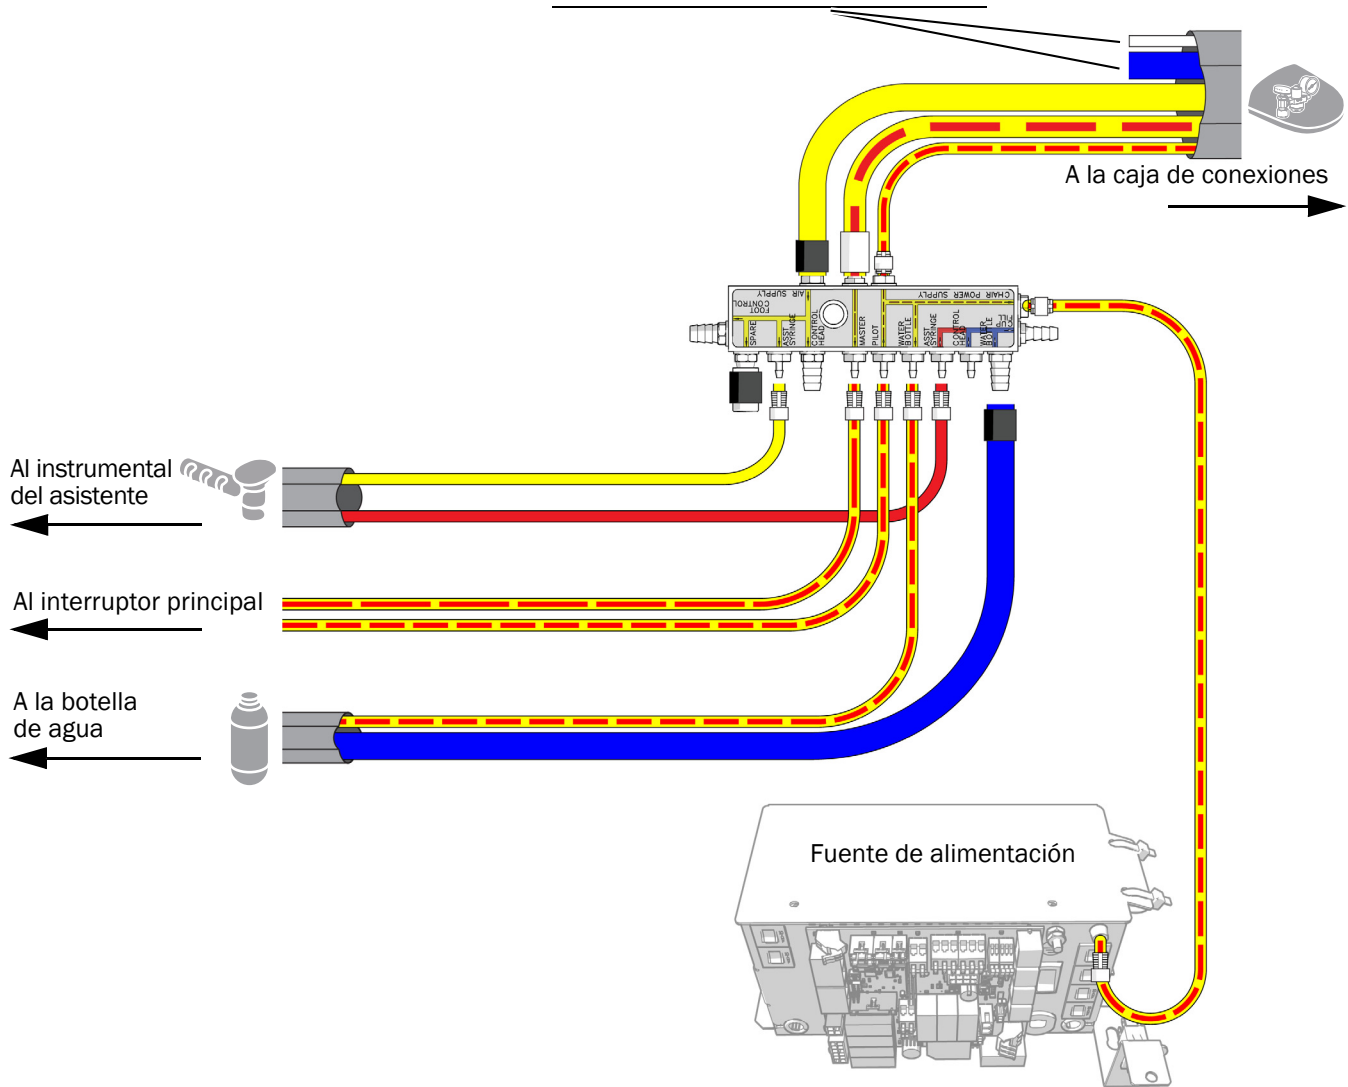 A la caja de conexiones
AIR SUPPLY
FOOT
CONTROL
CHAIR POWER SUPPLY
CUP
FILL
SPARE
ASST
SYRINGE
CONTROL
HEAD
MASTER
PILOT
WATER
BOTTLE
ASST
SYRINGE
CONTROL
HEAD
WATER
BOTTLE
Al instrumental
del asistente
Al interruptor principal
A la botella
de agua
Fuente de alimentación